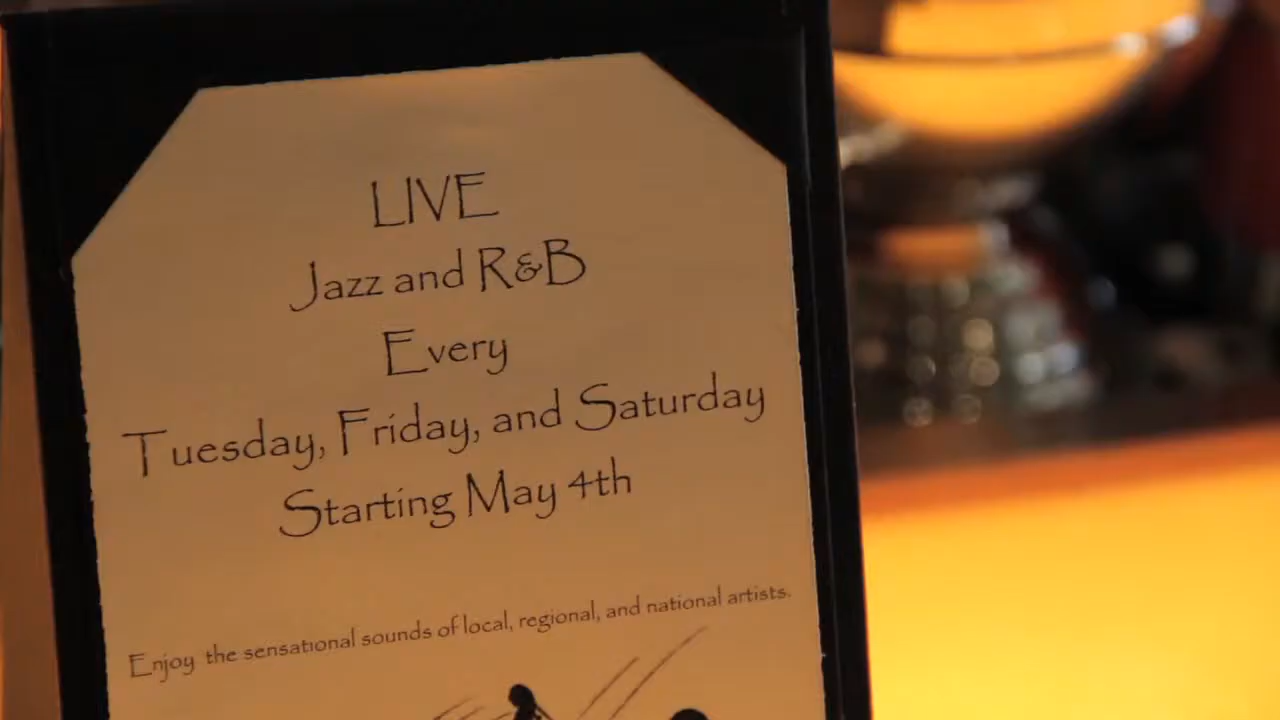 LIVE
Jazz and R&B
Every
Tuesday, Friday, and Saturday
Starting May 4th
Enjoy the sensational sounds of local, regional, and national artists.